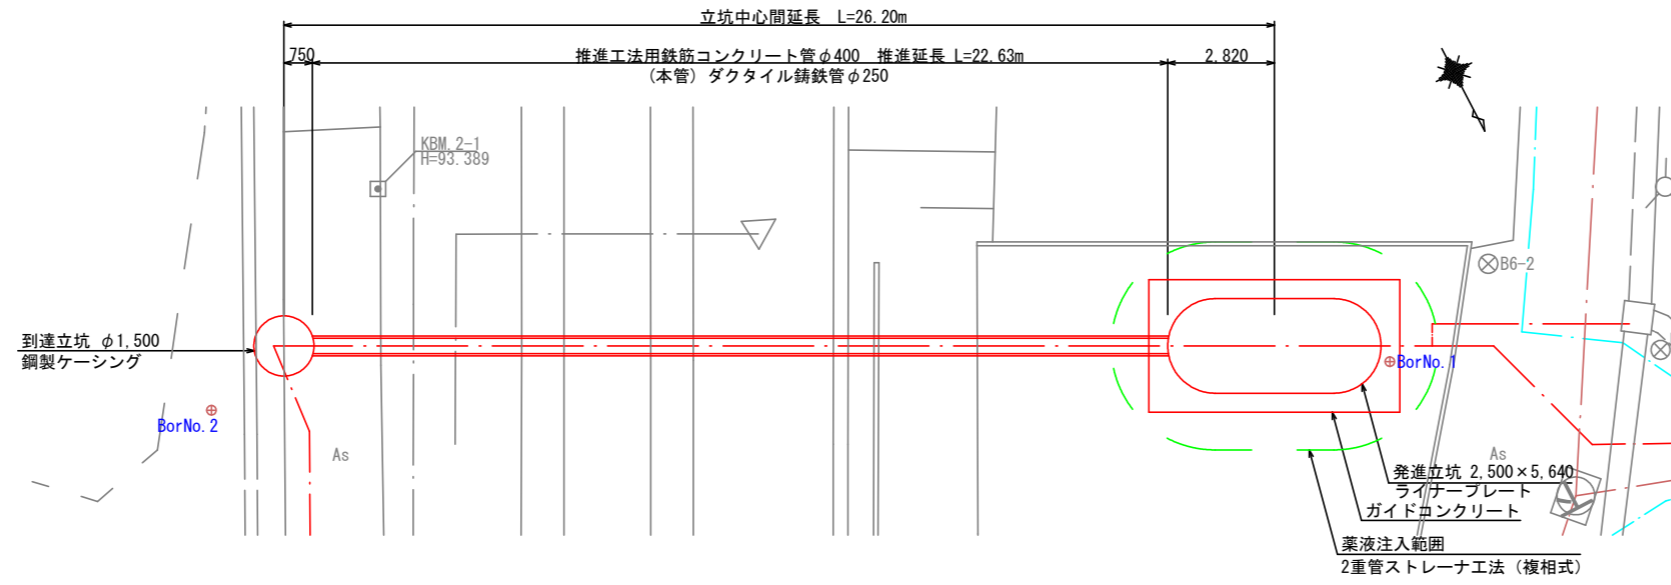 立坑中心間延長　L=26.20m
750
推進工法用鉄筋コンクリート管φ400　推進延長 L=22.63m
2.820
(本管) ダクタイル鋳鉄管φ250
KBM.2-1
H=93.389
B6-2
到達立坑 φ1,500
鋼製ケーシング
BorNo.1
BorNo.2
As
As
発進立坑 2,500×5,640
ライナープレート
ガイドコンクリート
薬液注入範囲
2重管ストレーナ工法（複相式）